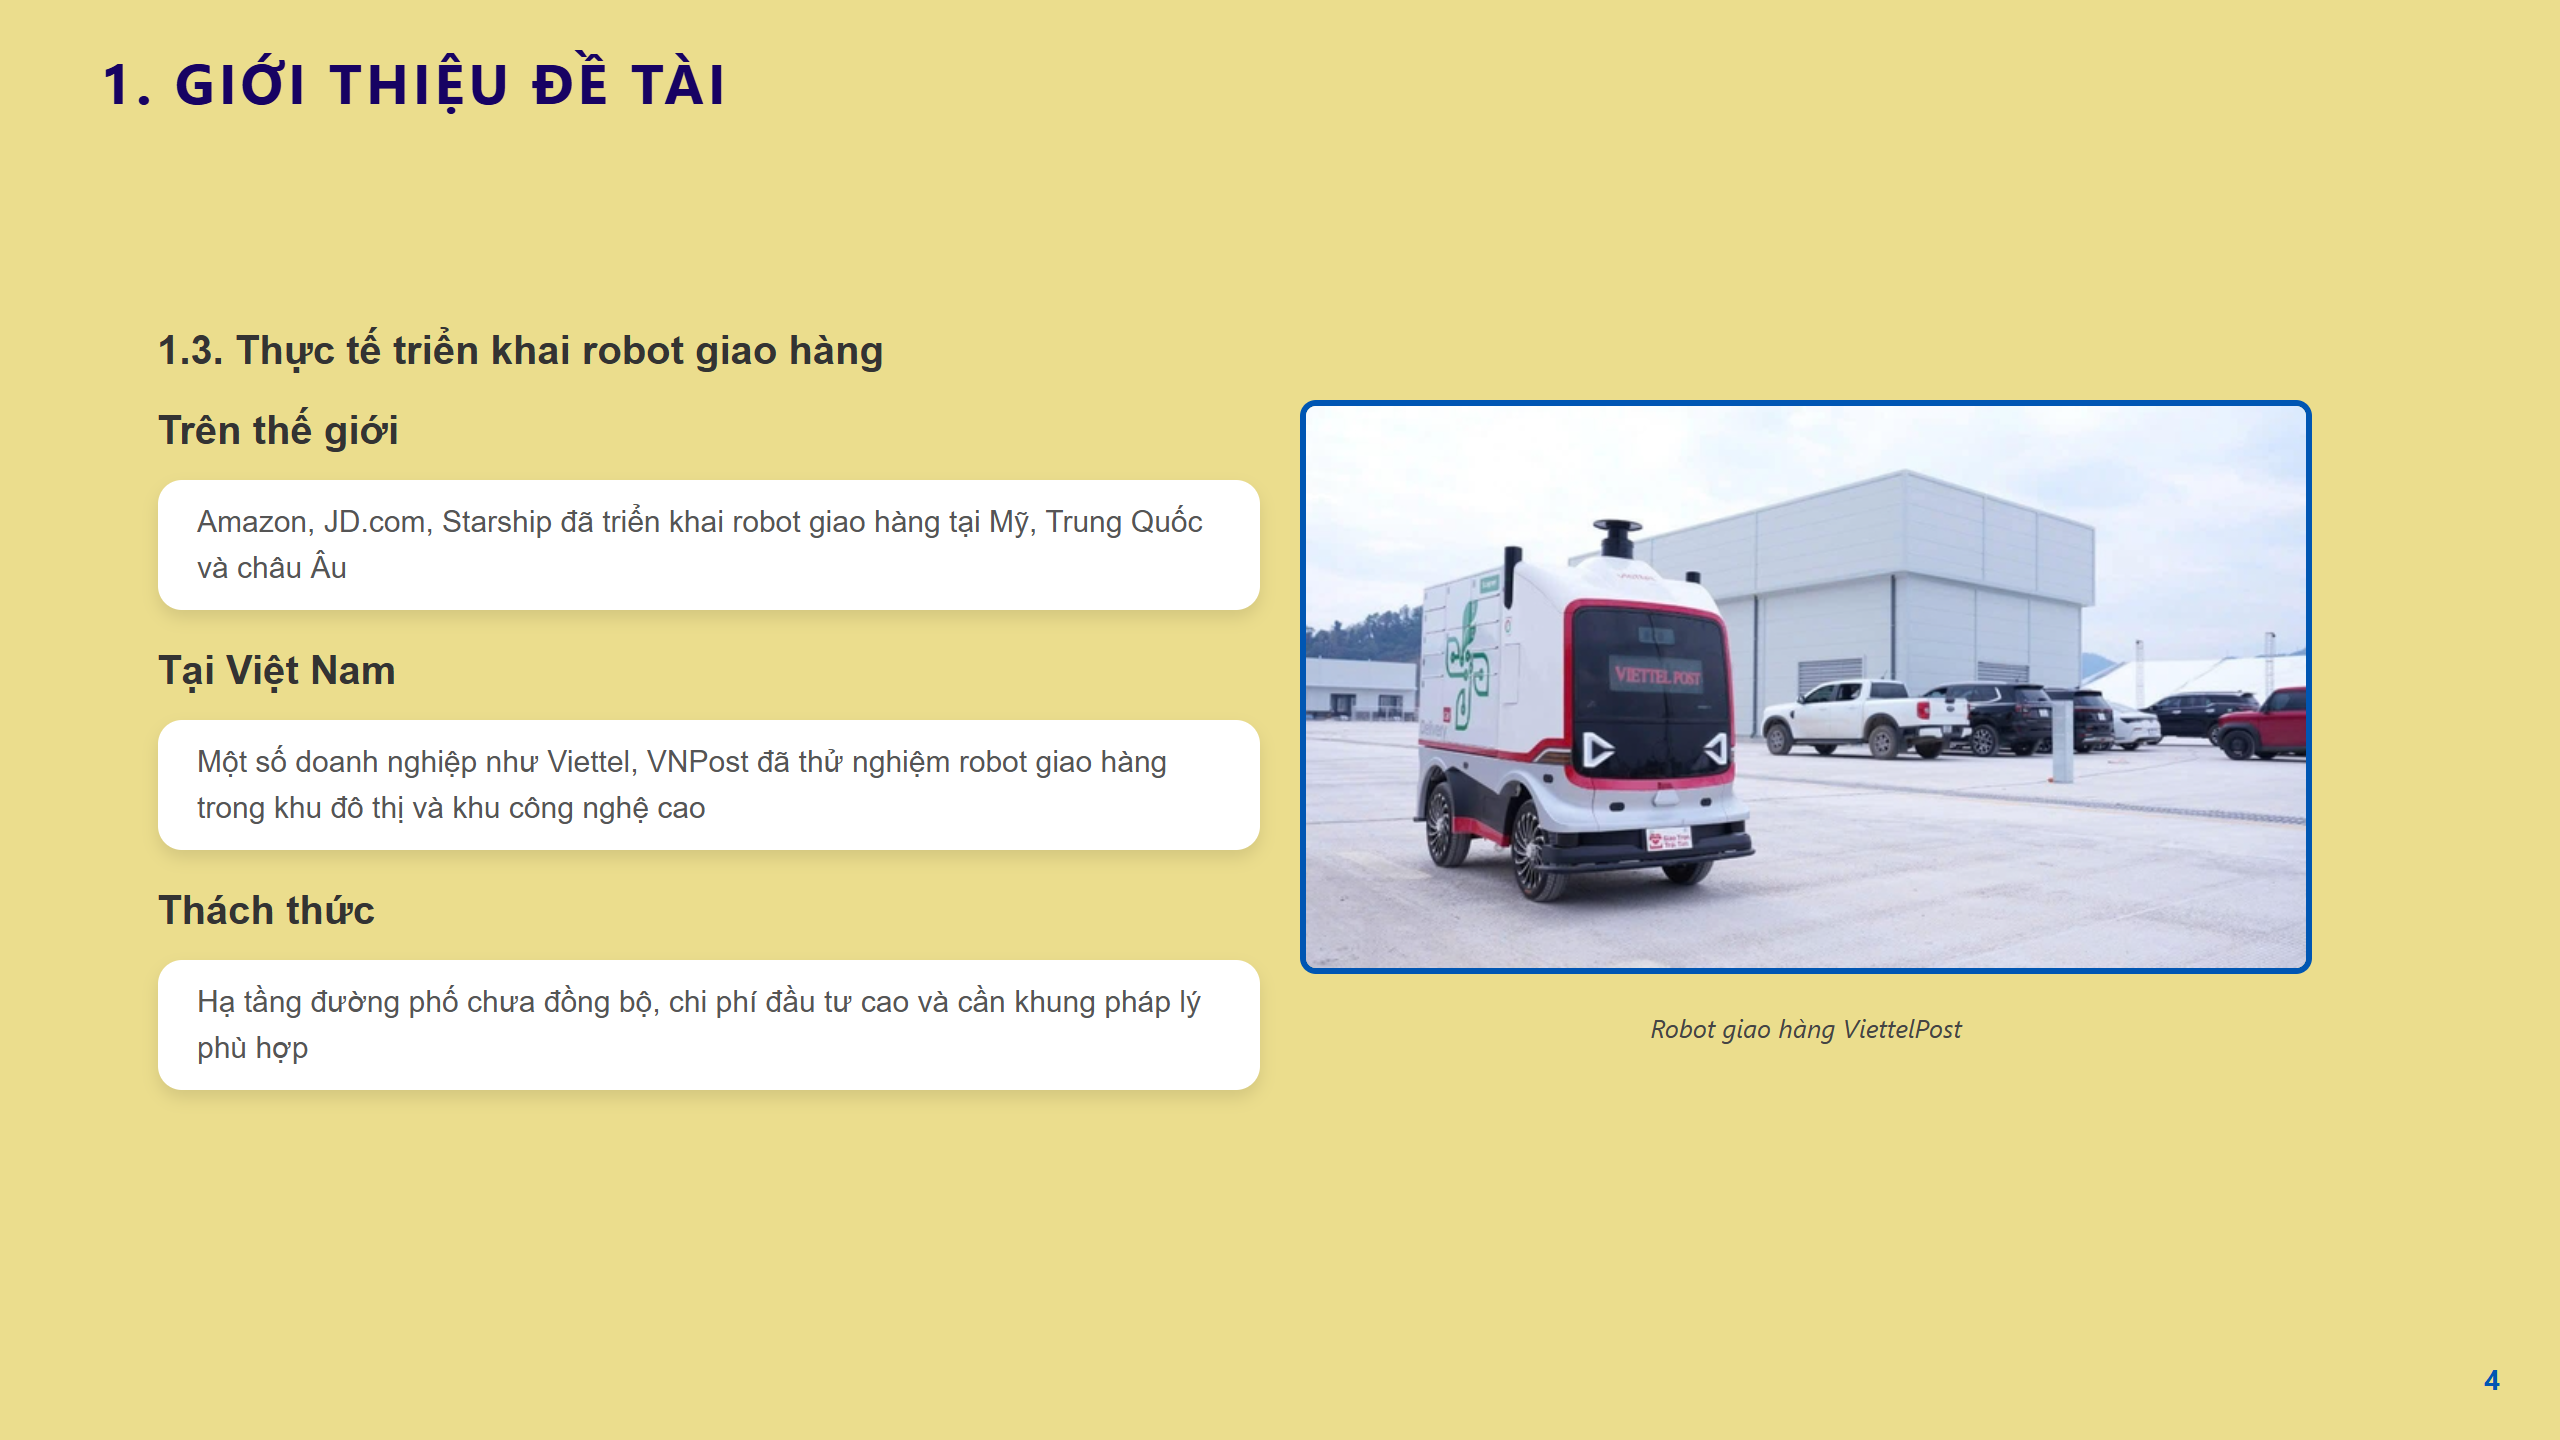 1. GIỚI THIỆU ĐỀ TÀI
1.3. Thực tế triển khai robot giao hàng
Trên thế giới
Amazon, JD.com, Starship đã triển khai robot giao hàng tại Mỹ, Trung Quốc
và châu Âu
Tại Việt Nam
Một số doanh nghiệp như Viettel, VNPost đã thử nghiệm robot giao hàng
trong khu đô thị và khu công nghệ cao
Thách thức
Hạ tầng đường phố chưa đồng bộ, chi phí đầu tư cao và cần khung pháp lý
phù hợp
VIETTEL POST
Delivery
Robot giao hàng ViettelPost
4